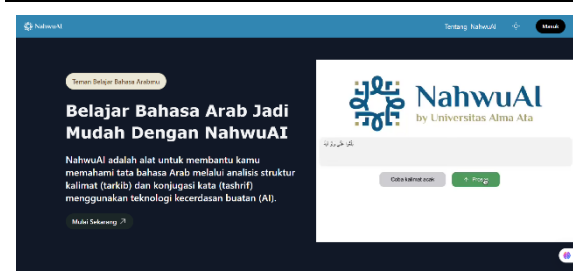 NahwuAI
Tentang NahwuAI
Masuk
Teman Belajar Bahasa Arabmu
Belajar Bahasa Arab Jadi
Mudah Dengan NahwuAI
NahwuAI adalah alat untuk membantu kamu
memahami tata bahasa Arab melalui analisis struktur
kalimat (tarkib) dan konjugasi kata (tashrif)
menggunakan teknologi kecerdasan buatan (AI).
Mulai Sekarang
NahwuAI
by Universitas Alma Ata
Coba kalimat acak